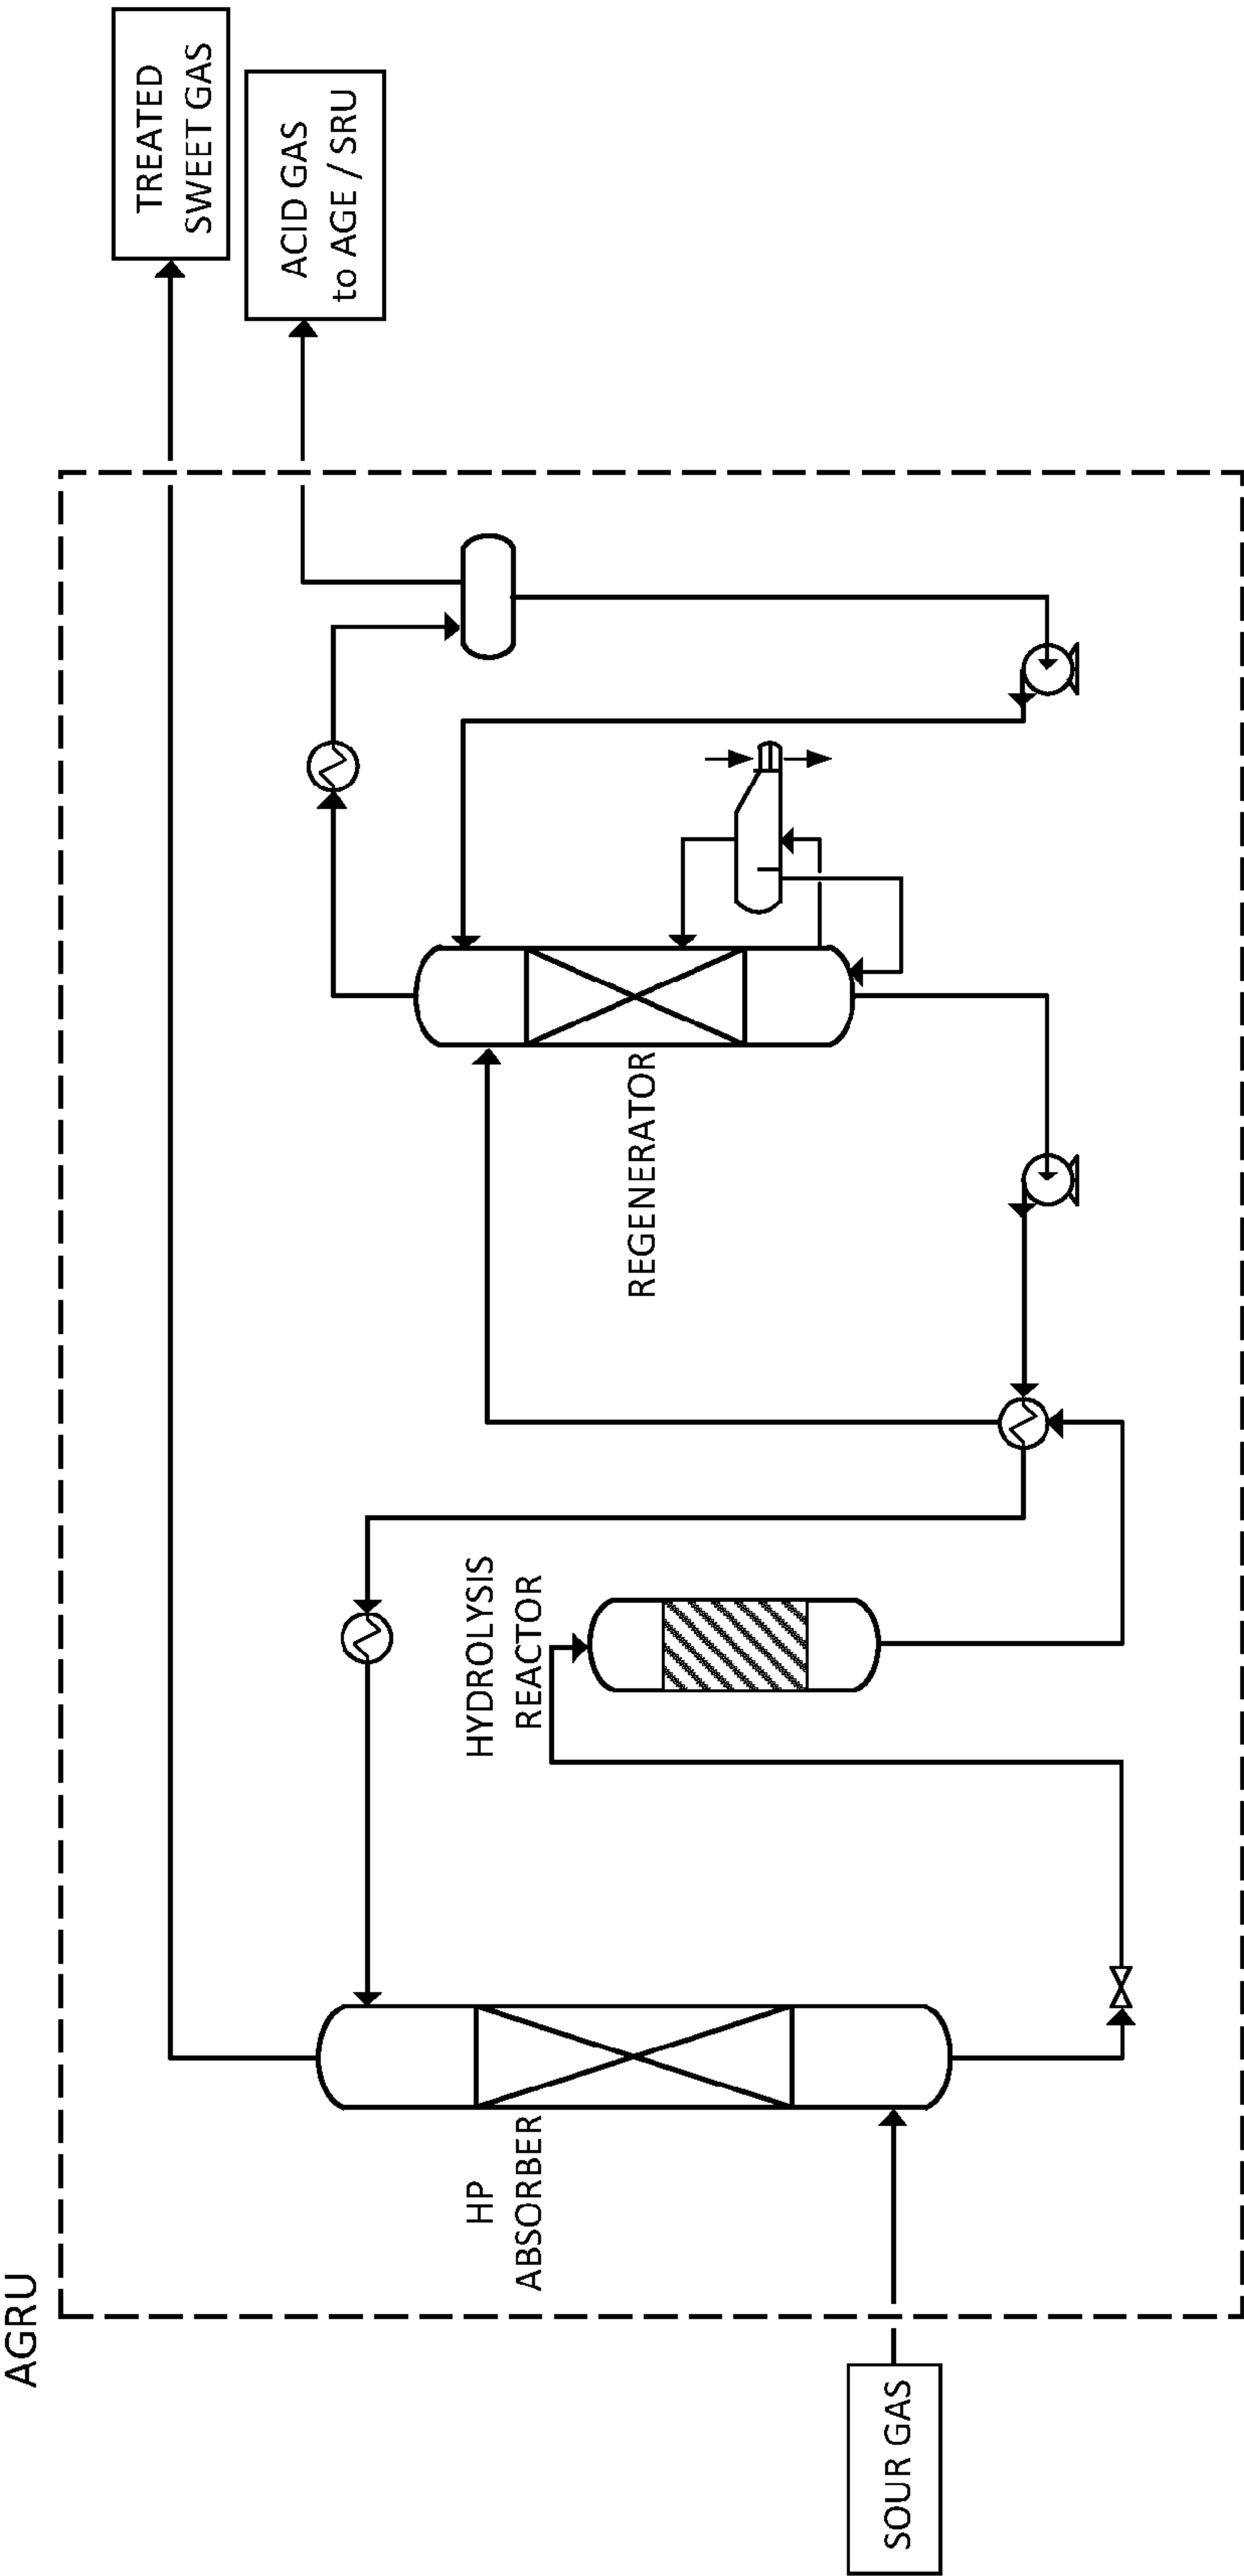 AGRU
TREATED
SWEET GAS
ACID GAS
to AGE / SRU
HYDROLYSIS
REACTOR
REGENERATOR
HP
ABSORBER
SOUR GAS